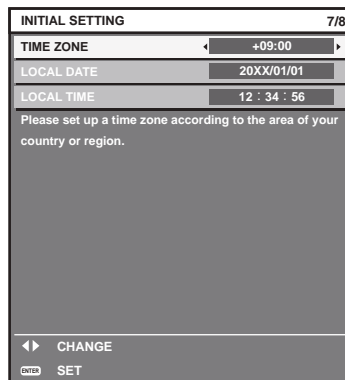 INITIAL SETTING 7/8
TIME ZONE +09:00
LOCAL DATE 20XX/01/01
LOCAL TIME 12 : 34 : 56
Please set up a time zone according to the area of your
country or region.
CHANGE
ENTER SET